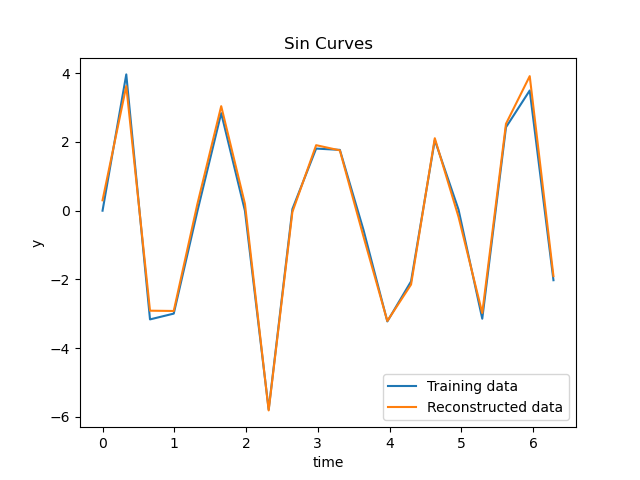 Sin Curves
4
2
0
−2
−4
−6
y
0 1 2 3 4 5 6
time
Training data
Reconstructed data